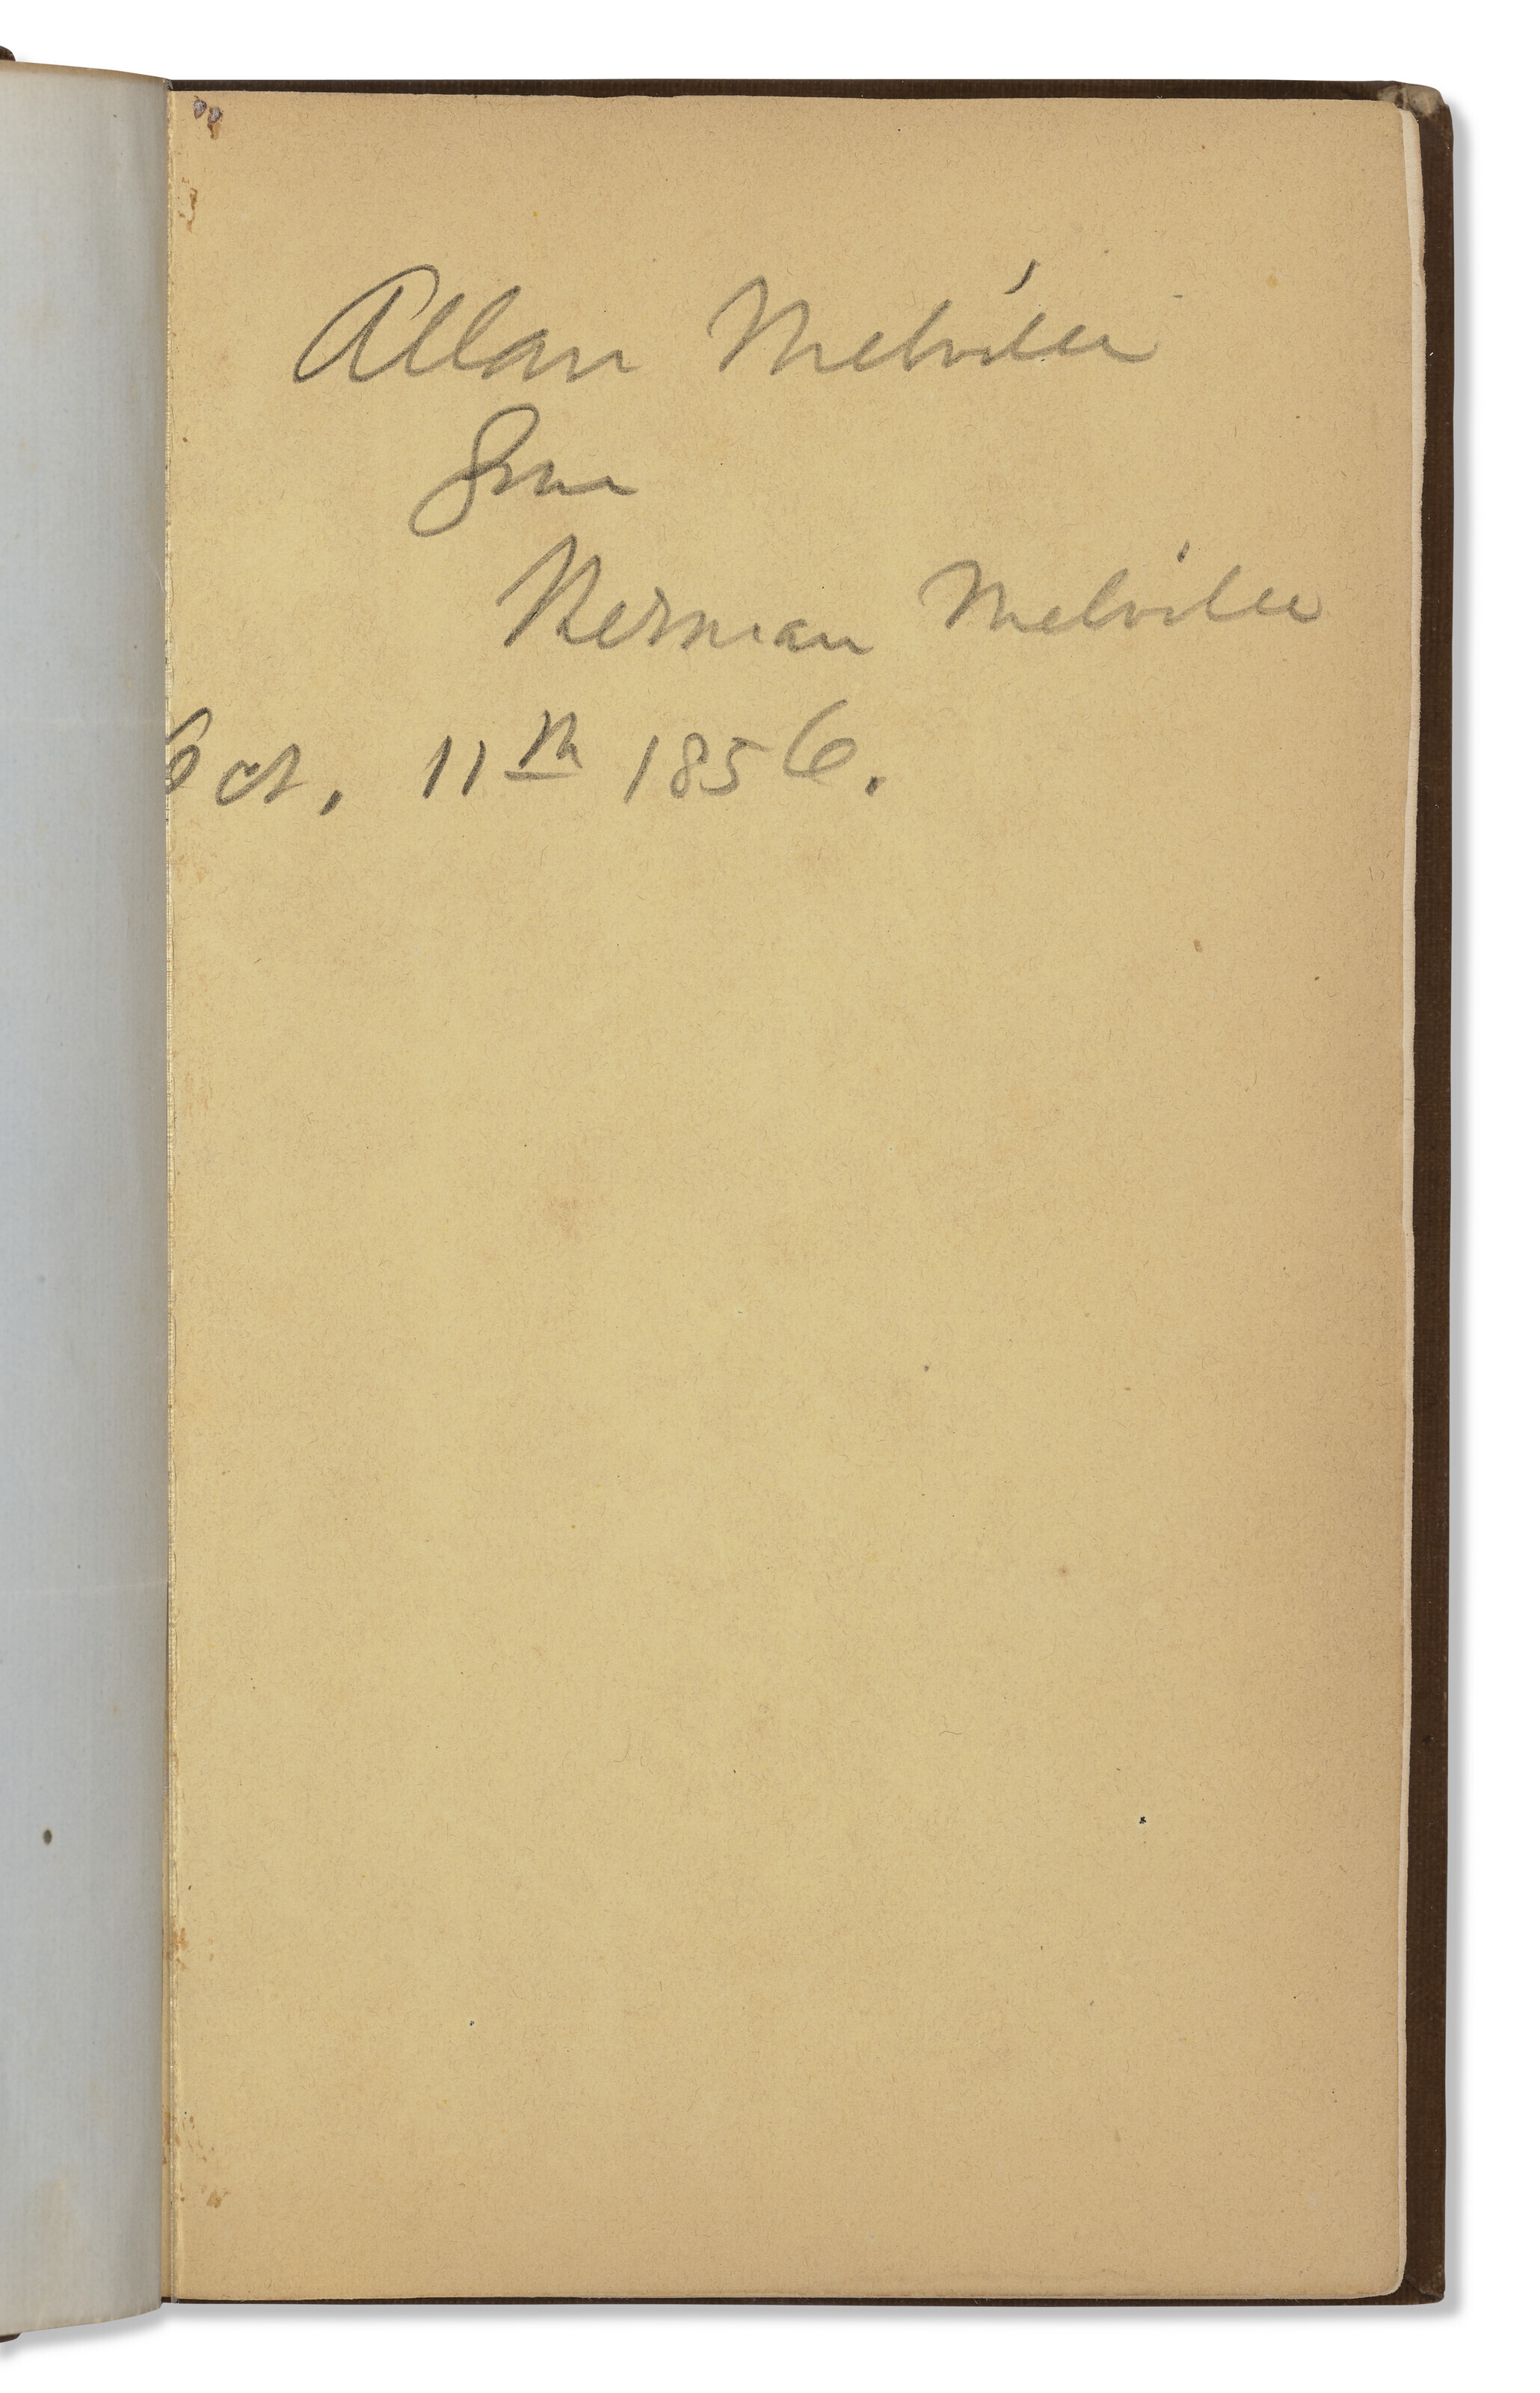 Allan Melville
from
Herman Melville
Oct. 11th 1856.